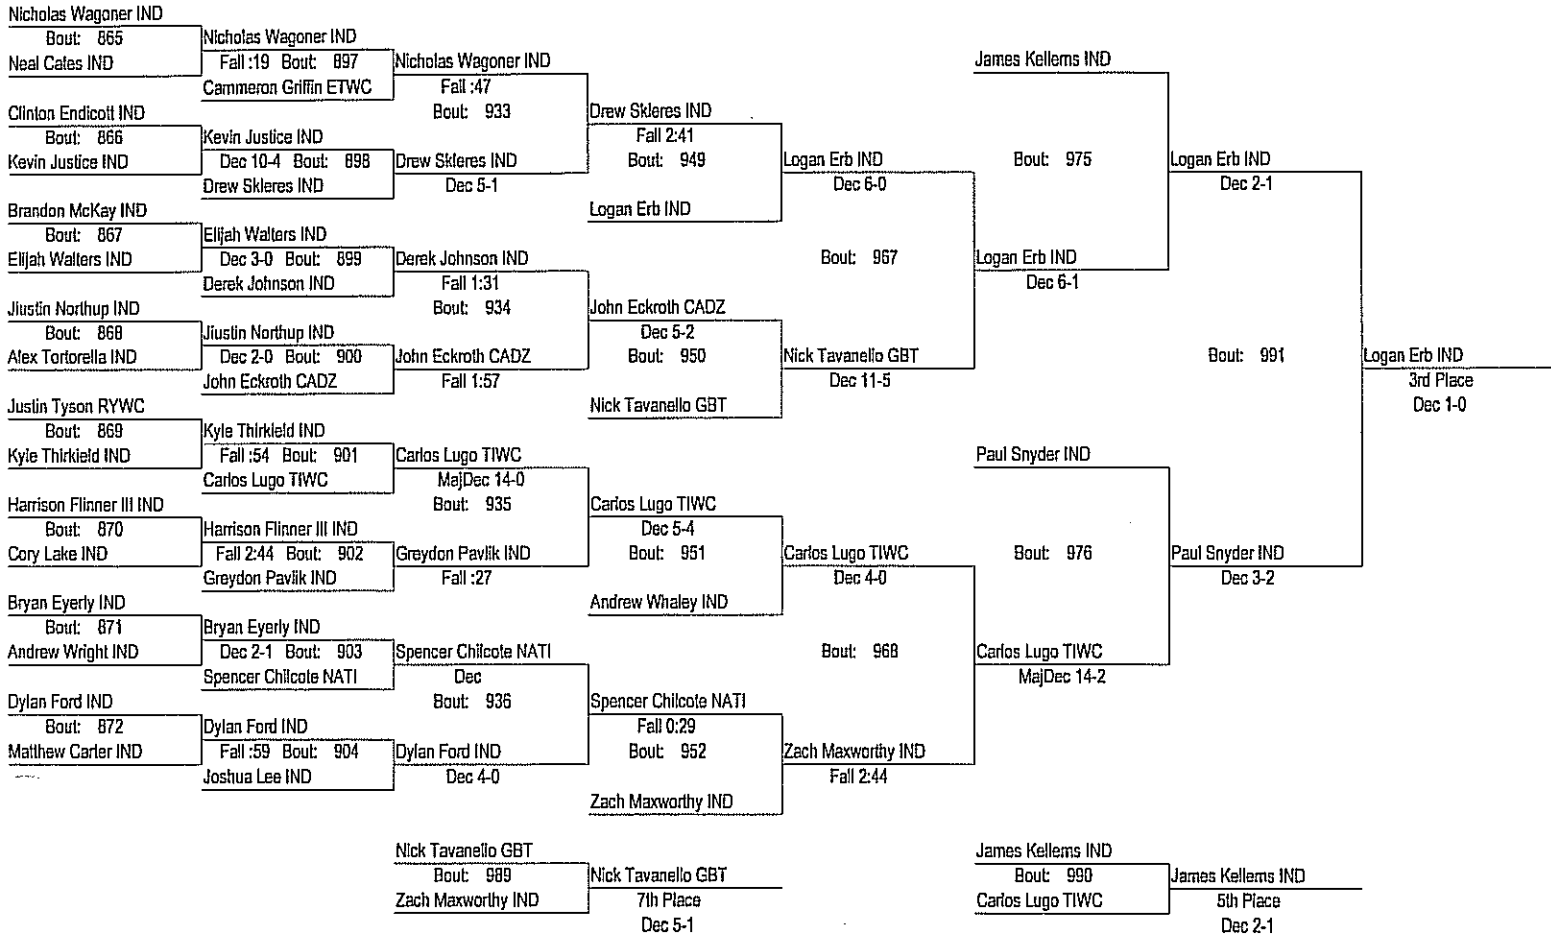 Nicholas Wagoner IND
Bout: 865
Neal Cates IND
Clinton Endicott IND
Bout: 866
Kevin Justice IND
Brandon McKay IND
Bout: 867
Elijah Walters IND
Jiustin Northup IND
Bout: 868
Alex Tortorella IND
Justin Tyson RYWC
Bout: 869
Kyle Thirkield IND
Harrison Flinner III IND
Bout: 870
Cory Lake IND
Bryan Eyerly IND
Bout: 871
Andrew Wright IND
Dylan Ford IND
Bout: 872
Matthew Carter IND
Nicholas Wagoner IND
Fall :19 Bout: 897
Cammeron Griffin ETWC
Kevin Justice IND
Dec 10-4 Bout: 898
Drew Skleres IND
Elijah Walters IND
Dec 3-0 Bout: 899
Derek Johnson IND
Jiustin Northup IND
Dec 2-0 Bout: 900
John Eckroth CADZ
Kyle Thirkield IND
Fall :54 Bout: 901
Carlos Lugo TIWC
Harrison Flinner III IND
Fall 2:44 Bout: 902
Greydon Pavlik IND
Bryan Eyerly IND
Dec 2-1 Bout: 903
Spencer Chilcote NATI
Dylan Ford IND
Fall :59 Bout: 904
Joshua Lee IND
Nicholas Wagoner IND
Fall :47
Bout: 933
Drew Skleres IND
Dec 5-1
Derek Johnson IND
Fall 1:31
Bout: 934
John Eckroth CADZ
Fall 1:57
Carlos Lugo TIWC
MajDec 14-0
Bout: 935
Greydon Pavlik IND
Fall :27
Spencer Chilcote NATI
Dec
Bout: 936
Dylan Ford IND
Dec 4-0
Drew Skleres IND
Fall 2:41
Bout: 949
Logan Erb IND
John Eckroth CADZ
Dec 5-2
Bout: 950
Nick Tavanello GBT
Carlos Lugo TIWC
Dec 5-4
Bout: 951
Andrew Whaley IND
Spencer Chilcote NATI
Fall 0:29
Bout: 952
Zach Maxworthy IND
Logan Erb IND
Dec 6-0
Bout: 967
Nick Tavanello GBT
Dec 11-5
Carlos Lugo TIWC
Dec 4-0
Bout: 968
Zach Maxworthy IND
Fall 2:44
James Kellems IND
Bout: 975
Logan Erb IND
Dec 6-1
Paul Snyder IND
Bout: 976
Carlos Lugo TIWC
MajDec 14-2
Logan Erb IND
Dec 2-1
Bout: 991
Paul Snyder IND
Dec 3-2
Logan Erb IND
3rd Place
Dec 1-0
Nick Tavanello GBT
Bout: 989
Zach Maxworthy IND
Nick Tavanello GBT
7th Place
Dec 5-1
James Kellems IND
Bout: 990
Carlos Lugo TIWC
James Kellems IND
5th Place
Dec 2-1